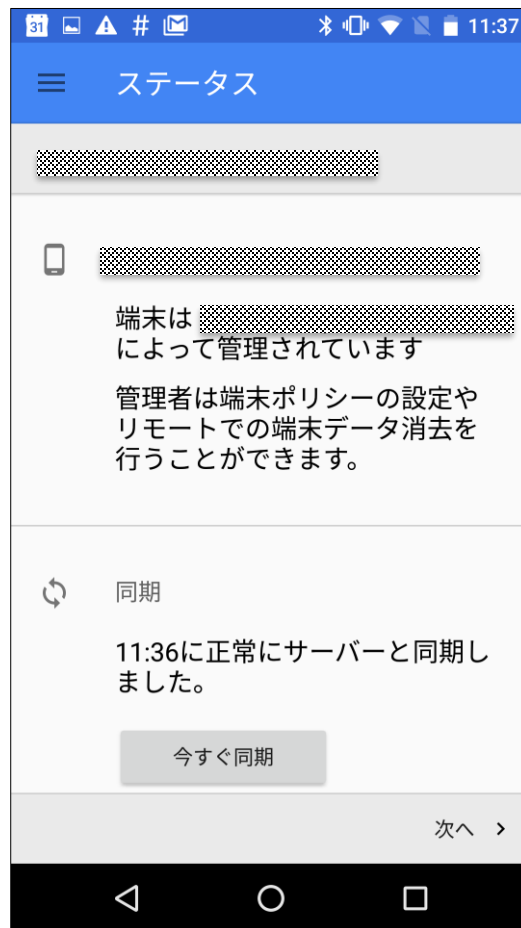 31 # 11:37
ステータス
端末は
によって管理されています
管理者は端末ポリシーの設定や
リモートでの端末データ消去を
行うことができます。
同期
11:36に正常にサーバーと同期し
ました。
今すぐ同期
次へ